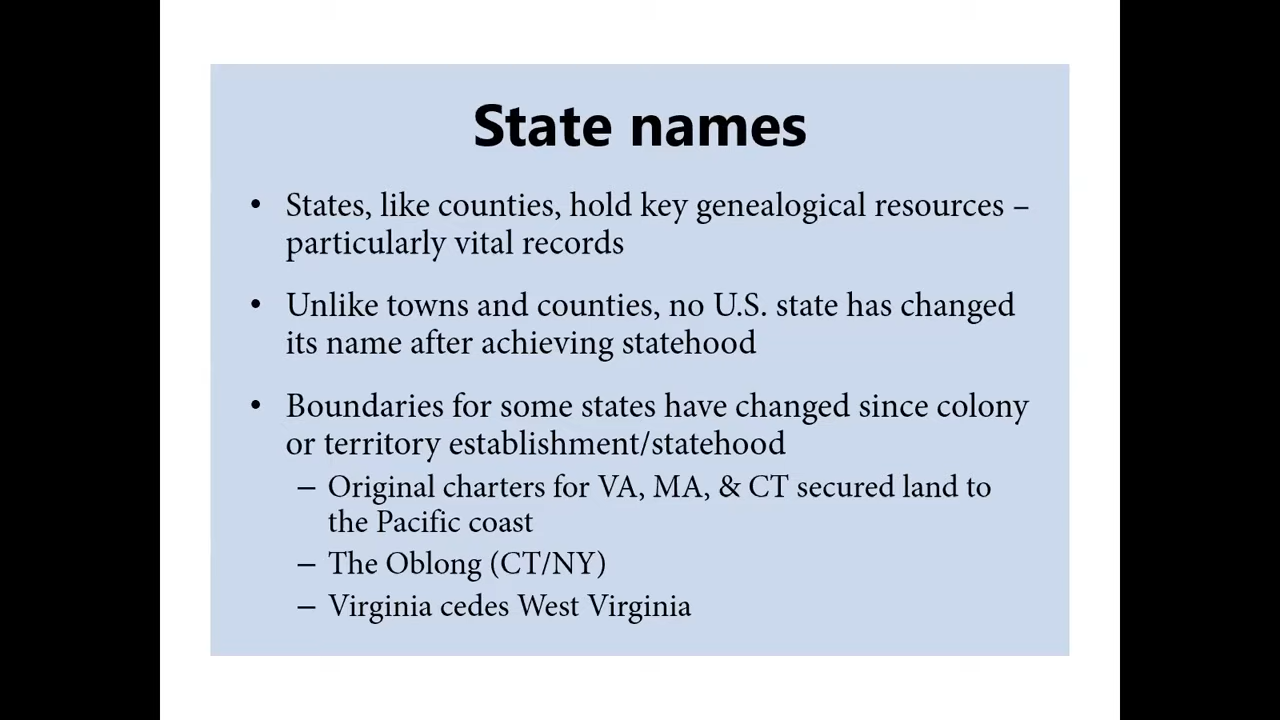 State names
• States, like counties, hold key genealogical resources –
particularly vital records
• Unlike towns and counties, no U.S. state has changed
its name after achieving statehood
• Boundaries for some states have changed since colony
or territory establishment/statehood
– Original charters for VA, MA, & CT secured land to
the Pacific coast
– The Oblong (CT/NY)
– Virginia cedes West Virginia